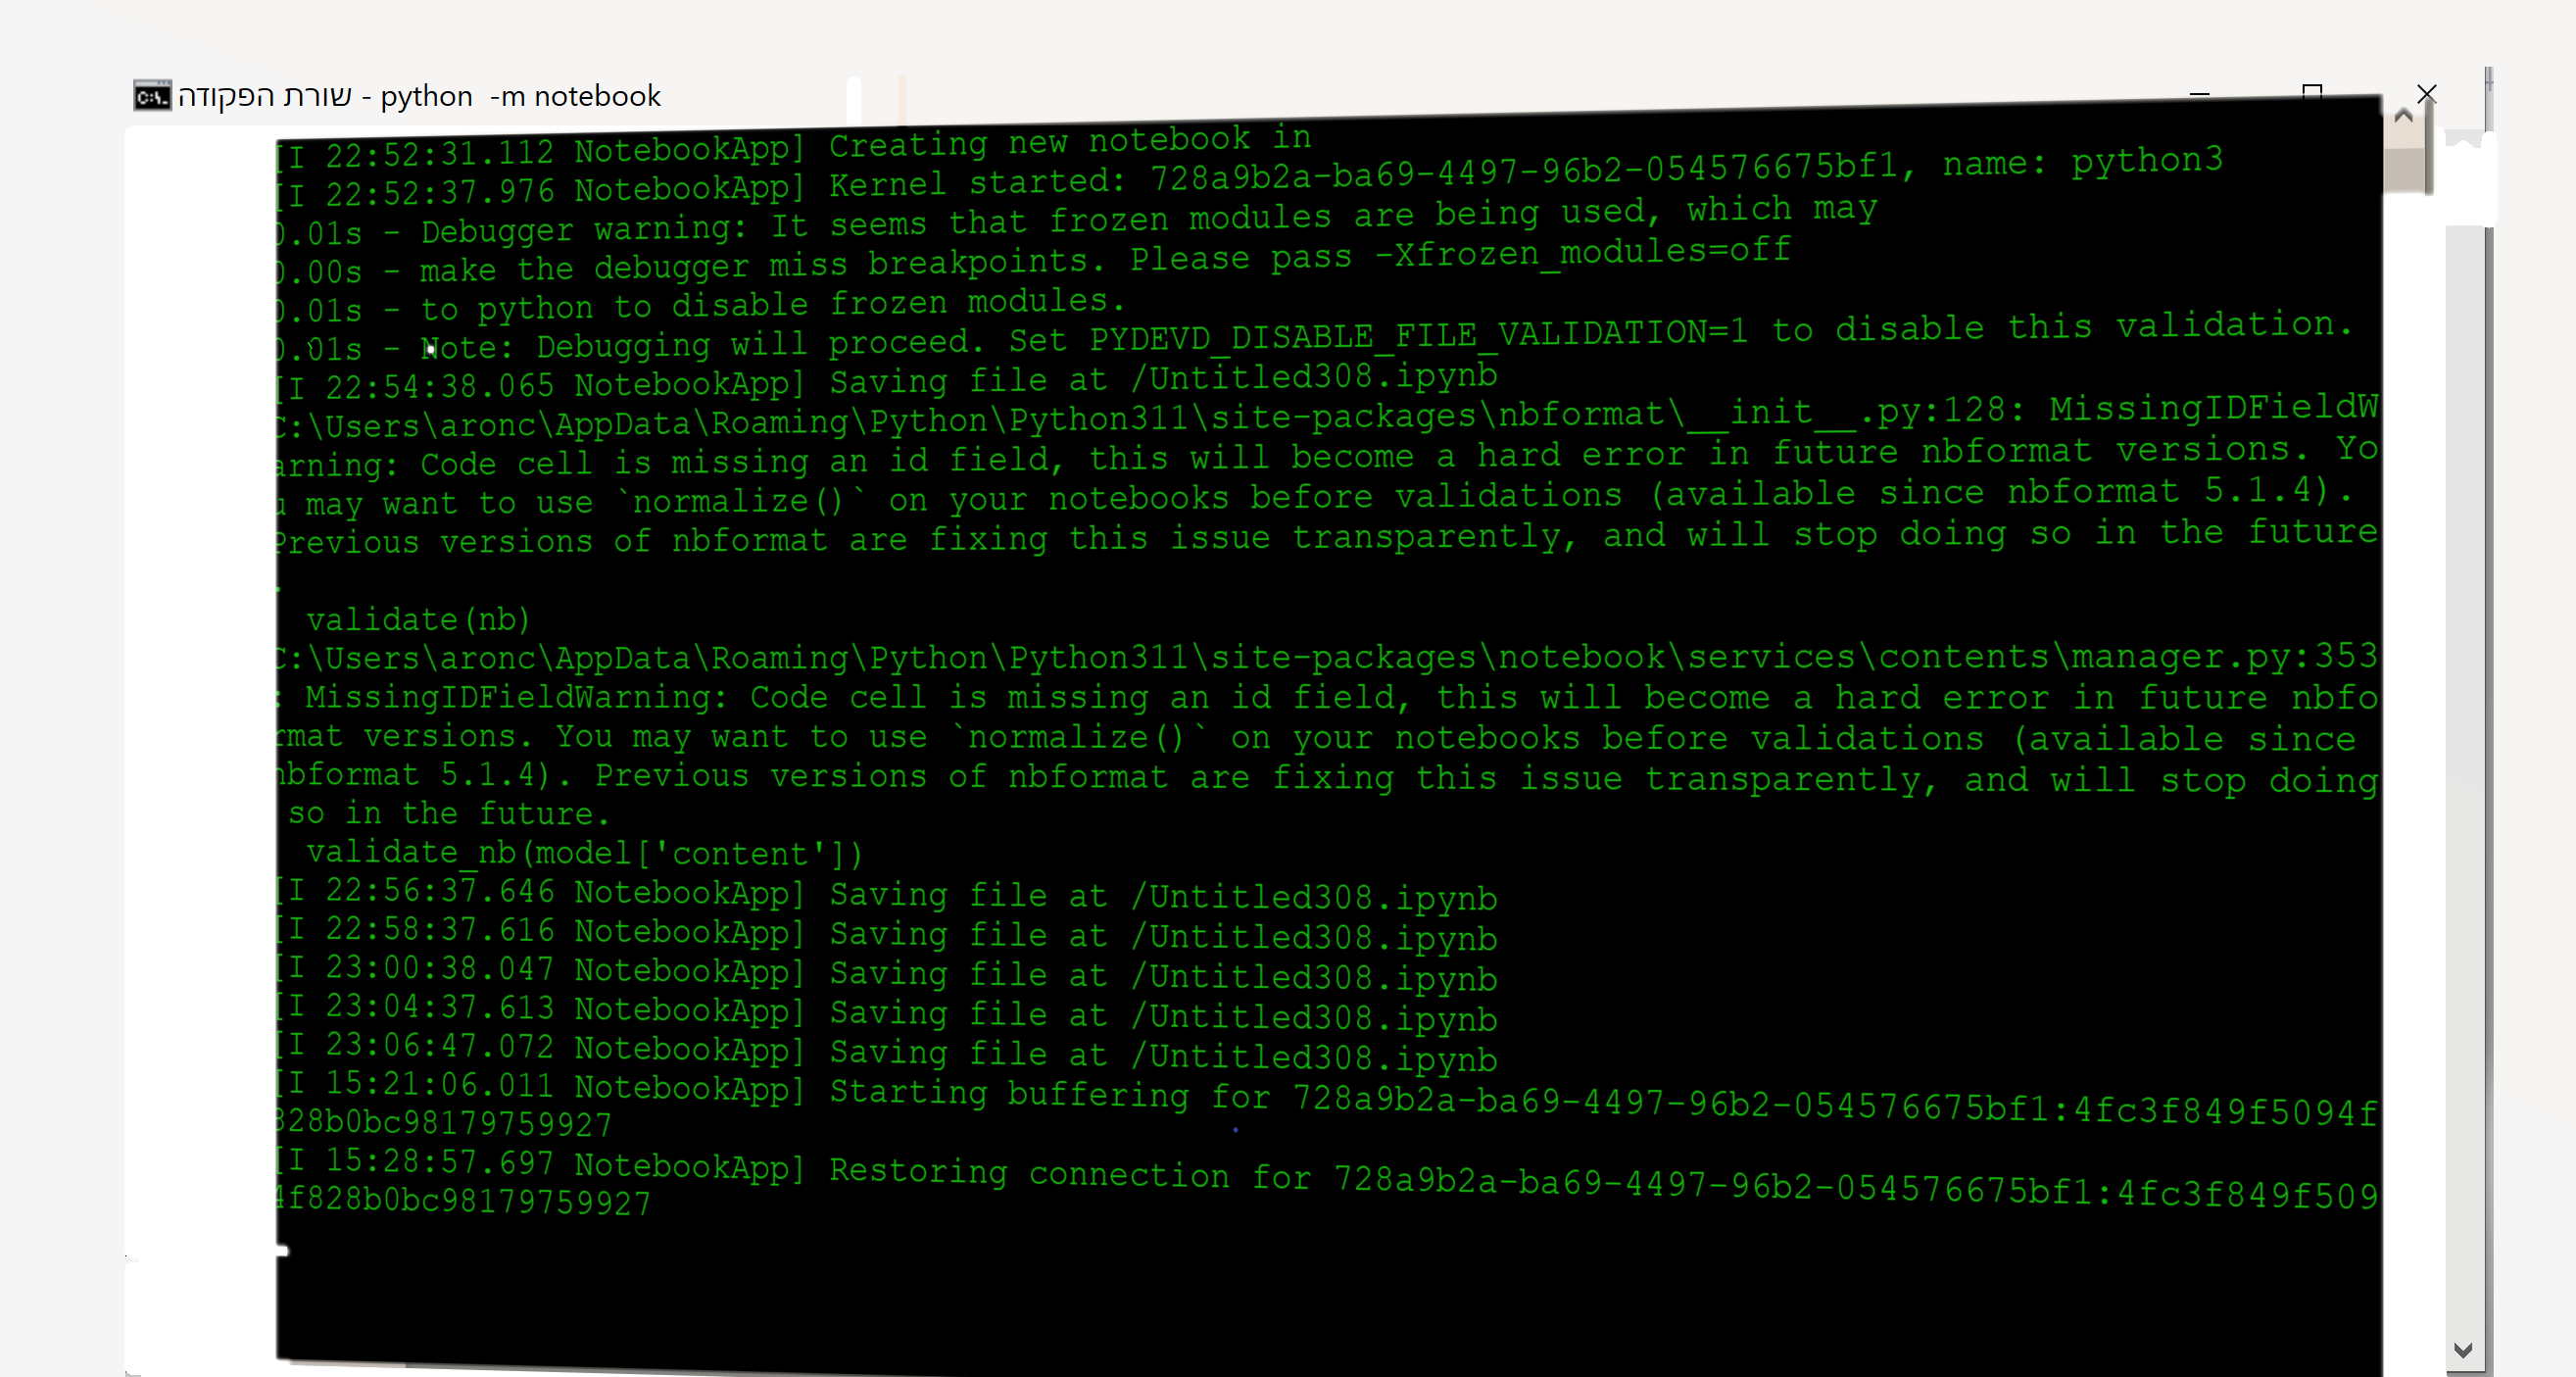 שורת הפקודה - python  -m notebook
[I 22:52:31.112 NotebookApp] Creating new notebook in
[I 22:52:37.976 NotebookApp] Kernel started: 728a9b2a-ba69-4497-96b2-054576675bf1, name: python3
0.01s - Debugger warning: It seems that frozen modules are being used, which may
0.00s - make the debugger miss breakpoints. Please pass -Xfrozen_modules=off
0.01s - to python to disable frozen modules.
0.01s - Note: Debugging will proceed. Set PYDEVD_DISABLE_FILE_VALIDATION=1 to disable this validation.
[I 22:54:38.065 NotebookApp] Saving file at /Untitled308.ipynb
C:\Users\aronc\AppData\Roaming\Python\Python311\site-packages\nbformat\__init__.py:128: MissingIDFieldW
arning: Code cell is missing an id field, this will become a hard error in future nbformat versions. Yo
u may want to use `normalize()` on your notebooks before validations (available since nbformat 5.1.4).
Previous versions of nbformat are fixing this issue transparently, and will stop doing so in the future
.
validate(nb)
C:\Users\aronc\AppData\Roaming\Python\Python311\site-packages\notebook\services\contents\manager.py:353
: MissingIDFieldWarning: Code cell is missing an id field, this will become a hard error in future nbfo
rmat versions. You may want to use `normalize()` on your notebooks before validations (available since
nbformat 5.1.4). Previous versions of nbformat are fixing this issue transparently, and will stop doing
so in the future.
validate_nb(model['content'])
[I 22:56:37.646 NotebookApp] Saving file at /Untitled308.ipynb
[I 22:58:37.616 NotebookApp] Saving file at /Untitled308.ipynb
[I 23:00:38.047 NotebookApp] Saving file at /Untitled308.ipynb
[I 23:04:37.613 NotebookApp] Saving file at /Untitled308.ipynb
[I 23:06:47.072 NotebookApp] Saving file at /Untitled308.ipynb
[I 15:21:06.011 NotebookApp] Starting buffering for 728a9b2a-ba69-4497-96b2-054576675bf1:4fc3f849f5094f
828b0bc98179759927
[I 15:28:57.697 NotebookApp] Restoring connection for 728a9b2a-ba69-4497-96b2-054576675bf1:4fc3f849f509
4f828b0bc98179759927